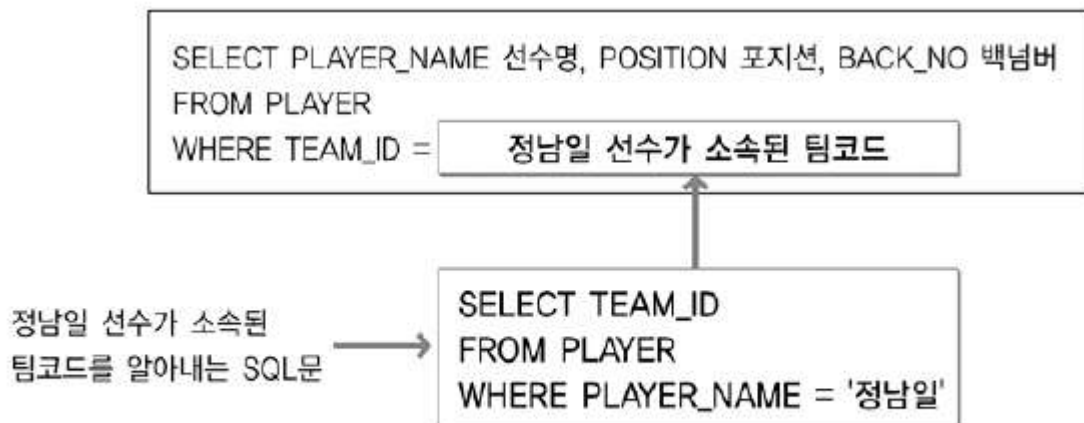 SELECT PLAYER_NAME 선수명, POSITION 포지션, BACK_NO 백넘버
FROM PLAYER
WHERE TEAM_ID = 정남일 선수가 소속된 팀코드
정남일 선수가 소속된
팀코드를 알아내는 SQL문
SELECT TEAM_ID
FROM PLAYER
WHERE PLAYER_NAME = '정남일'